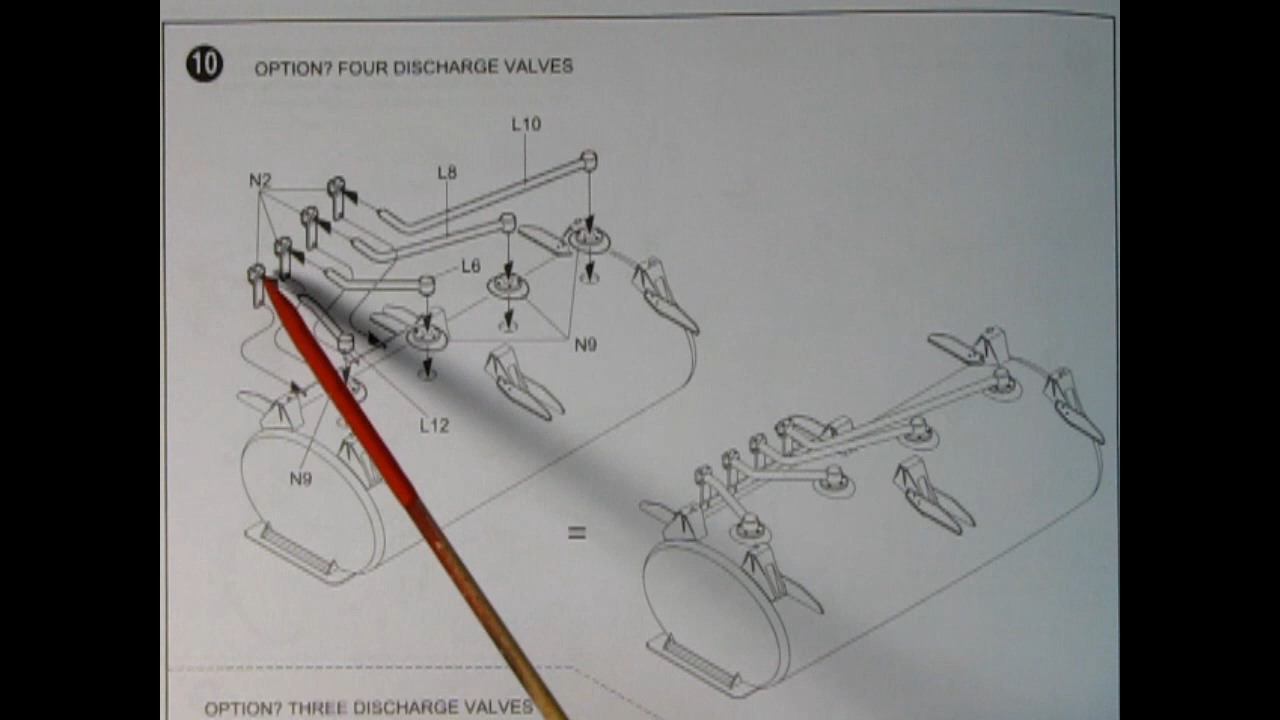 10 OPTION? FOUR DISCHARGE VALVES
L10
L8
N2
L6
N9
L12
N9
=
OPTION? THREE DISCHARGE VALVES